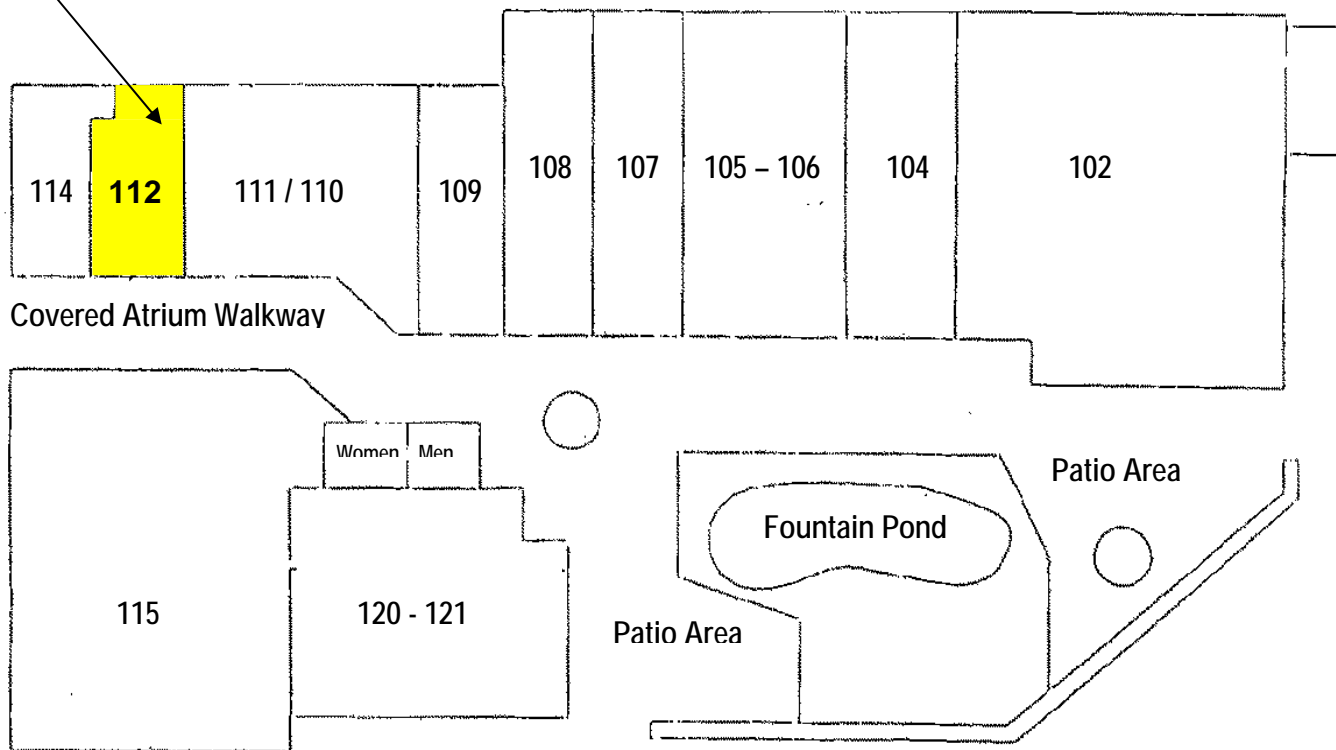 108
107
105 – 106
104
102
114
112
111 / 110
109
Covered Atrium Walkway
Women
Men
Patio Area
Fountain Pond
115
120 - 121
Patio Area